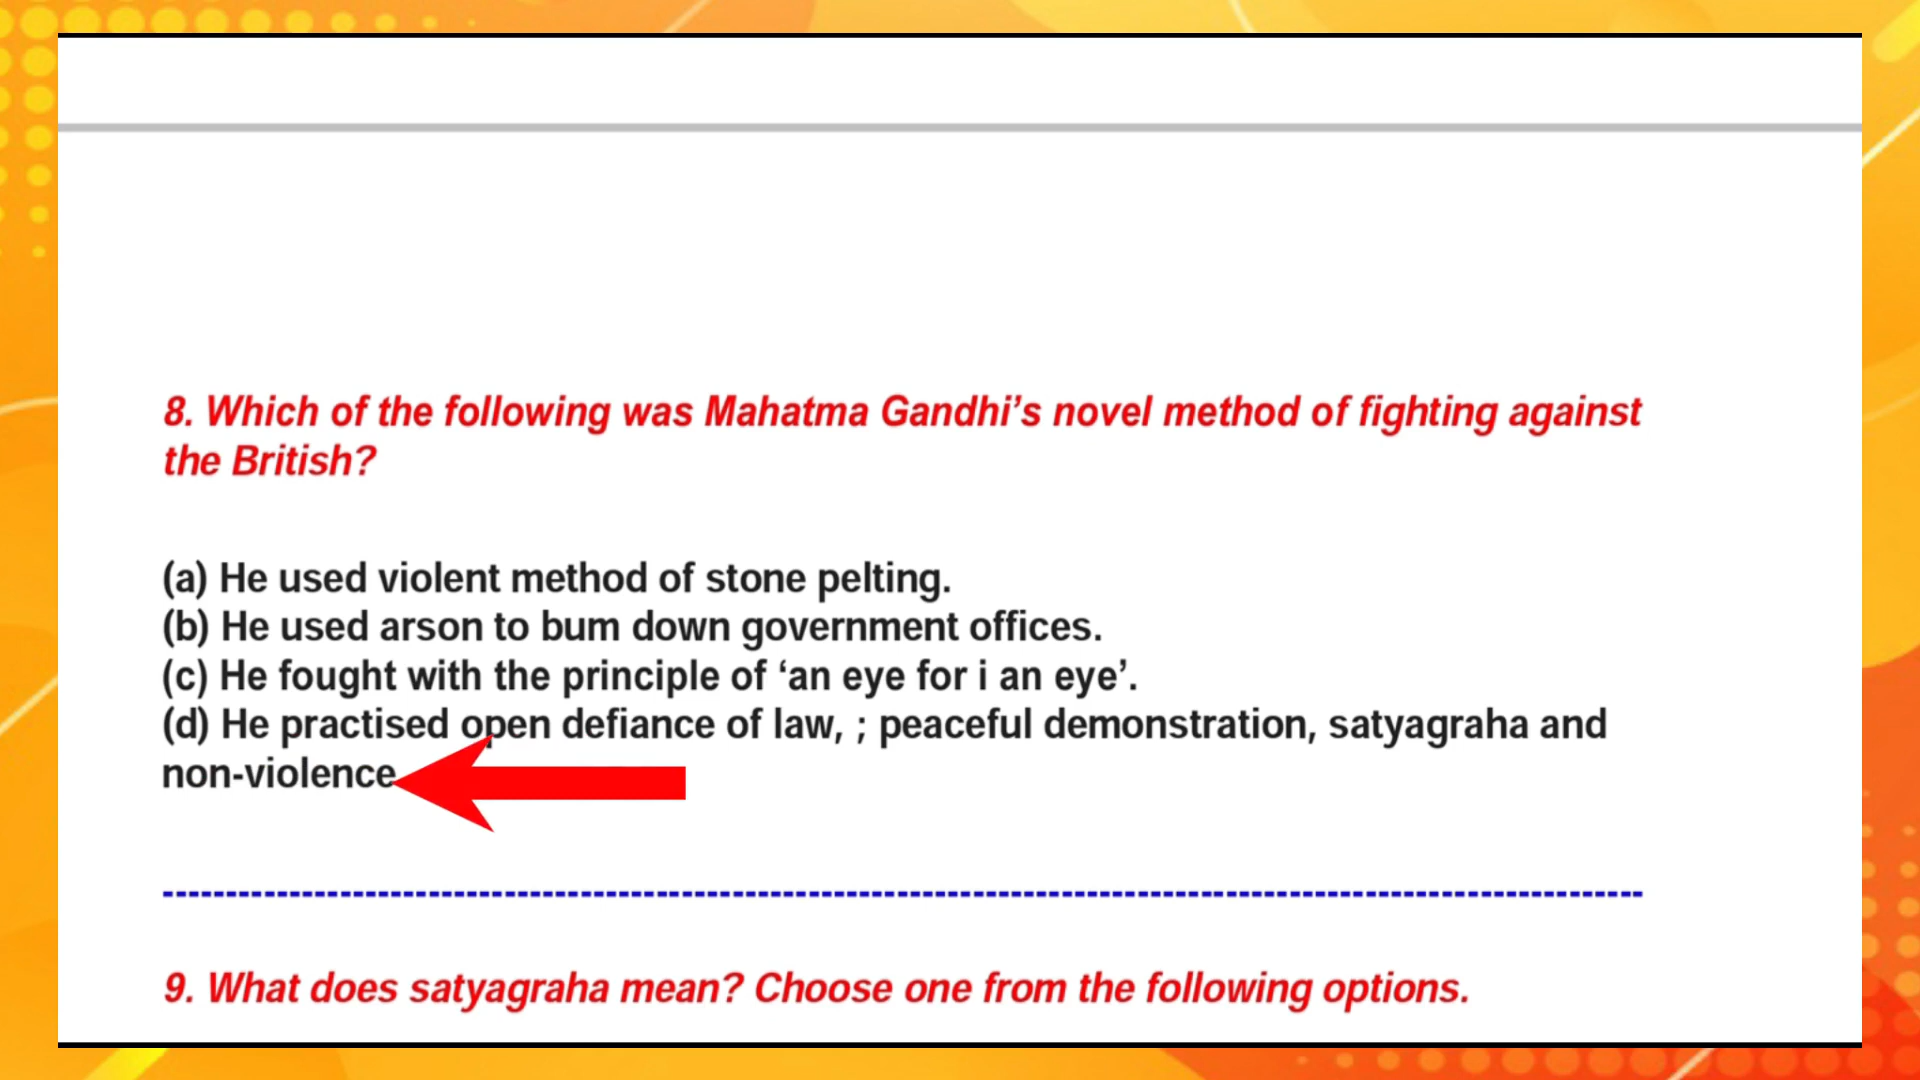 8. Which of the following was Mahatma Gandhi’s novel method of fighting against
the British?
(a) He used violent method of stone pelting.
(b) He used arson to bum down government offices.
(c) He fought with the principle of ‘an eye for i an eye’.
(d) He practised open defiance of law, ; peaceful demonstration, satyagraha and
non-violence
9. What does satyagraha mean? Choose one from the following options.